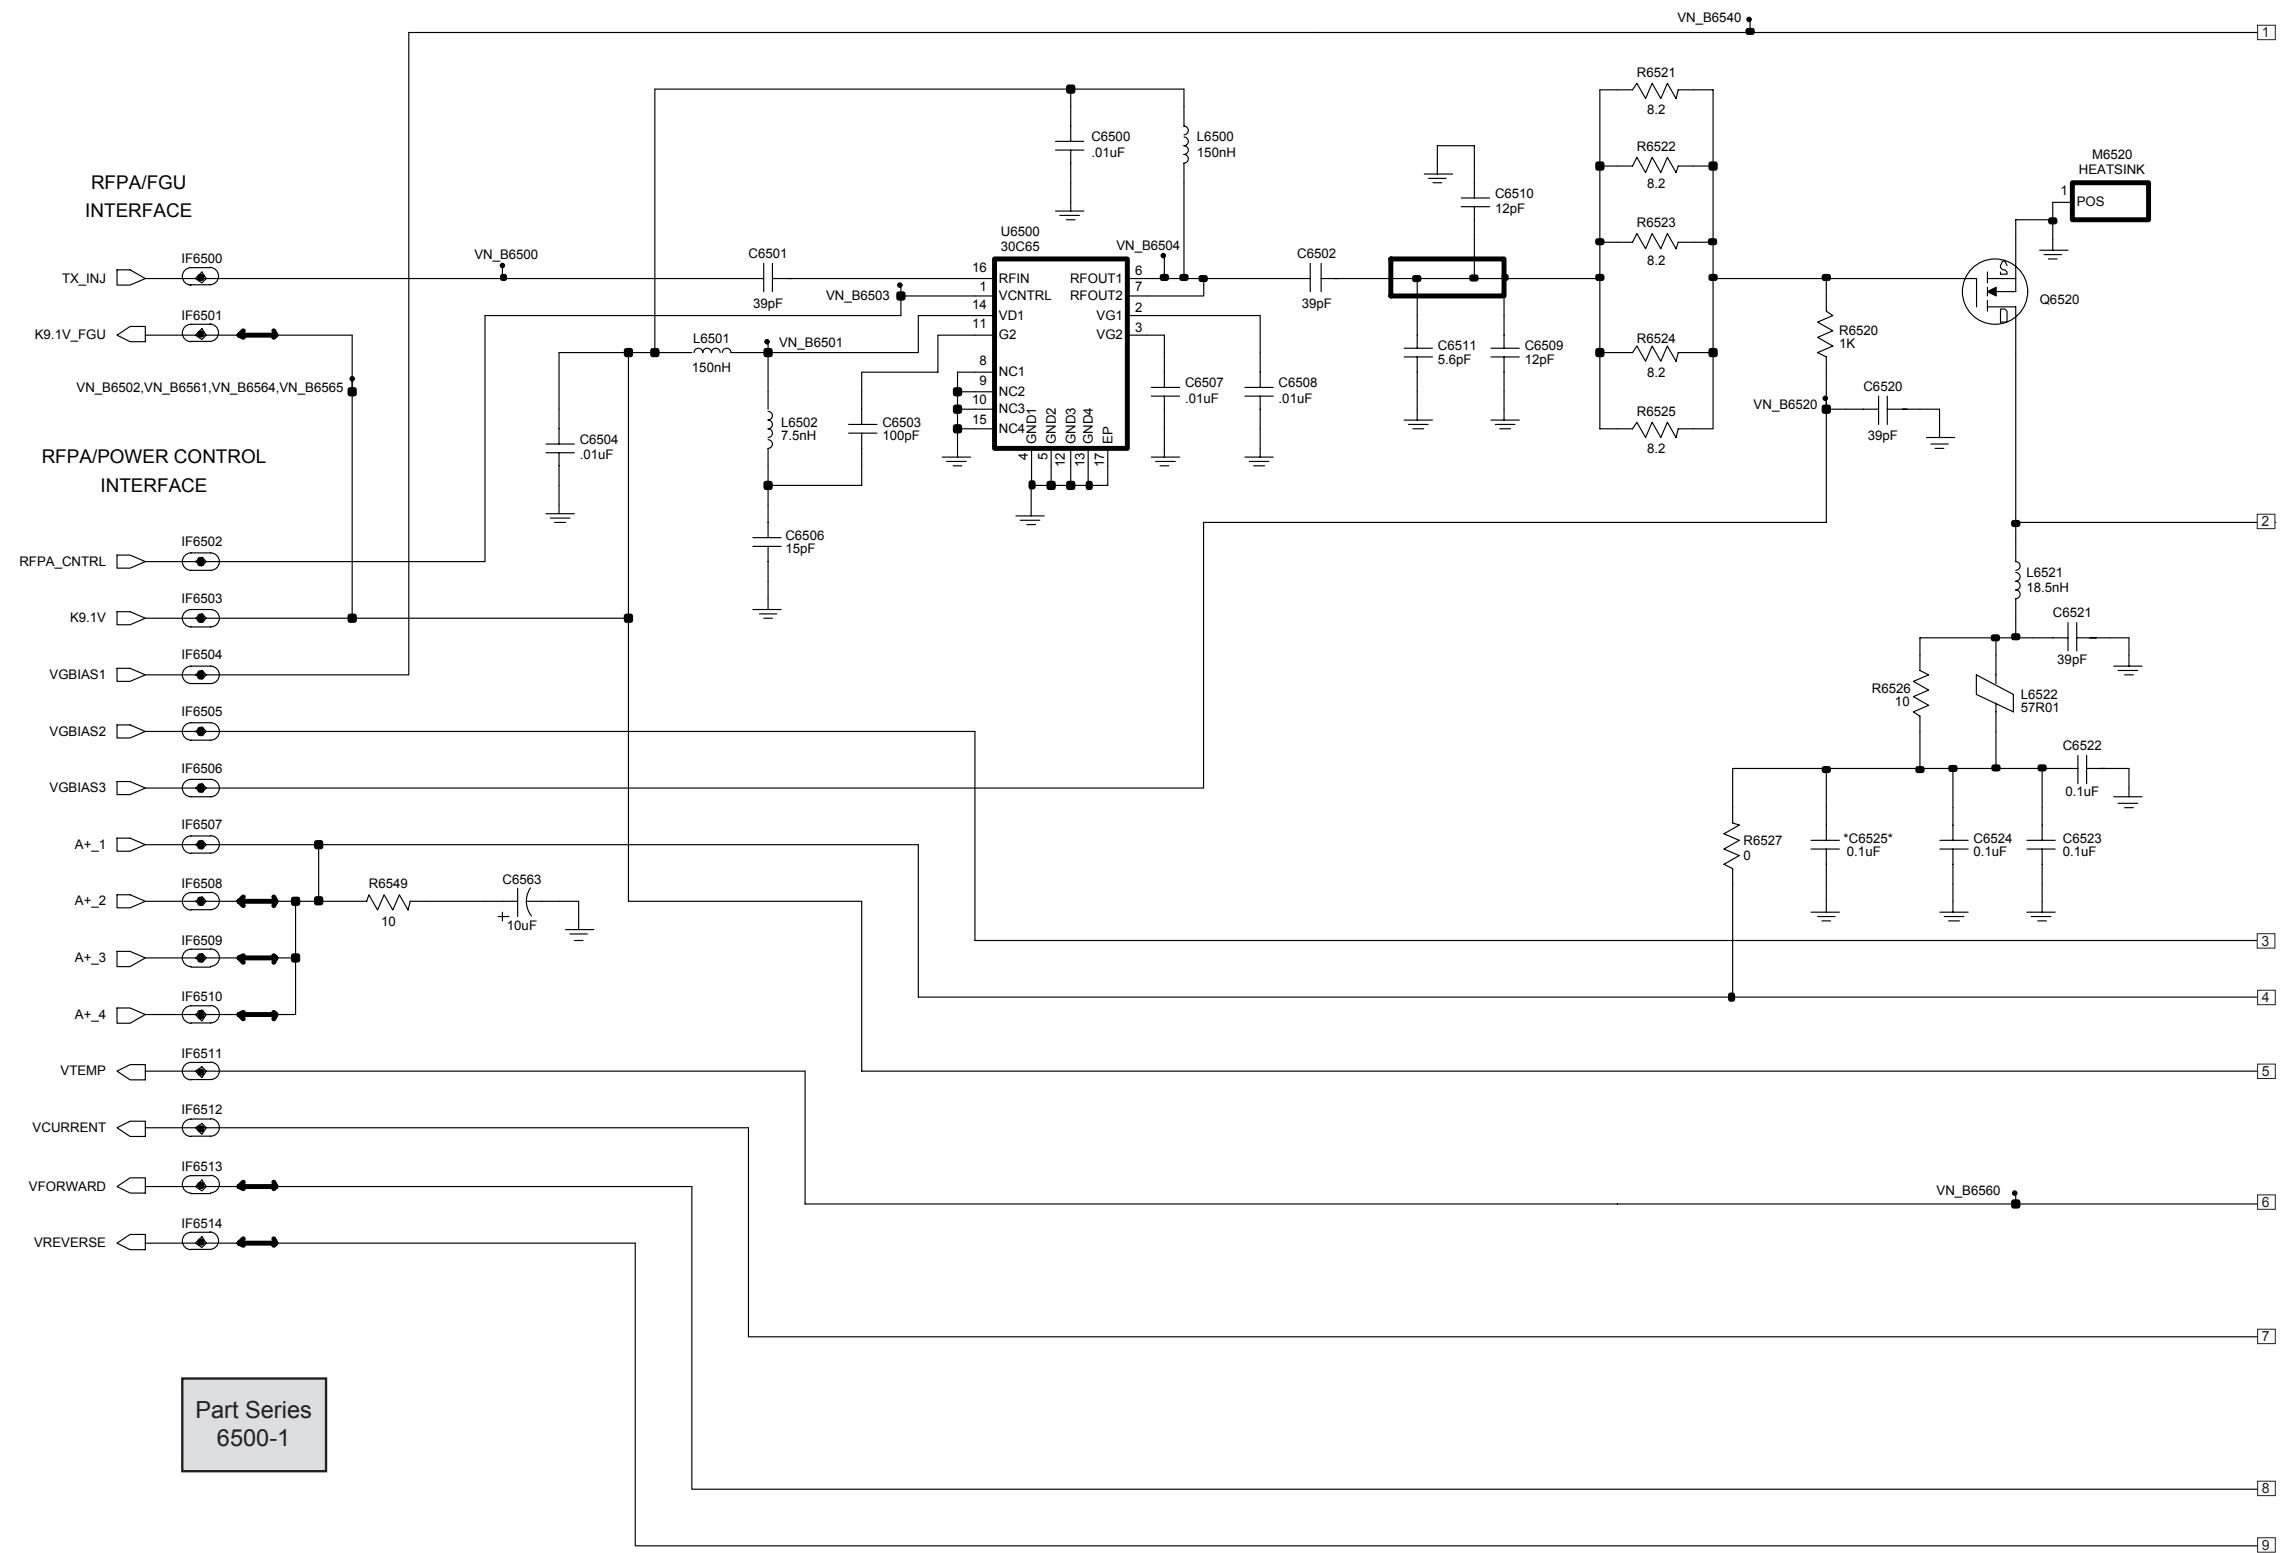 VN_B6540
1
R6521
8.2
C6500
.01uF
L6500
150nH
R6522
8.2
M6520
HEATSINK
1
POS
RFPA/FGU
INTERFACE
C6510
12pF
R6523
8.2
U6500
30C65
IF6500
TX_INJ
VN_B6500
C6501
39pF
16
RFIN
1
VCNTRL
14
VD1
11
G2
8
NC1
9
NC2
10
NC3
15
NC4
RFOUT1
6
RFOUT2
7
VG1
2
VG2
3
GND1
GND2
GND3
GND4
EP
4
5
12
13
17
VN_B6503
VN_B6504
C6502
39pF
S
D
Q6520
IF6501
K9.1V_FGU
L6501
150nH
VN_B6501
C6511
5.6pF
C6509
12pF
R6524
8.2
R6520
1K
VN_B6502,VN_B6561,VN_B6564,VN_B6565
C6507
.01uF
C6508
.01uF
C6520
39pF
VN_B6520
R6525
8.2
L6502
7.5nH
C6503
100pF
C6504
.01uF
RFPA/POWER CONTROL
INTERFACE
C6506
15pF
2
IF6502
RFPA_CNTRL
L6521
18.5nH
IF6503
K9.1V
C6521
39pF
IF6504
VGBIAS1
R6526
10
L6522
57R01
IF6505
VGBIAS2
C6522
0.1uF
IF6506
VGBIAS3
IF6507
A+_1
R6527
0
*C6525*
0.1uF
C6524
0.1uF
C6523
0.1uF
IF6508
A+_2
R6549
10
C6563
+
10uF
IF6509
A+_3
3
IF6510
A+_4
4
IF6511
VTEMP
5
IF6512
VCURRENT
IF6513
VFORWARD
VN_B6560
6
IF6514
VREVERSE
7
Part Series
6500-1
8
9